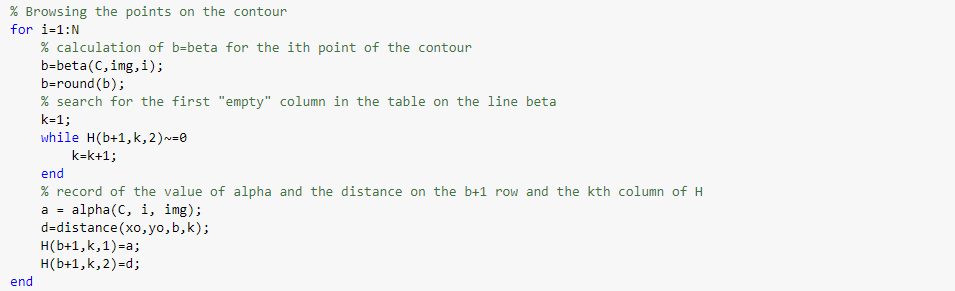 % Browsing the points on the contour
for i=1:N
    % calculation of b=beta for the ith point of the contour
    b=beta(C,img,i);
    b=round(b);
    % search for the first "empty" column in the table on the line beta
    k=1;
    while H(b+1,k,2)~=0
        k=k+1;
    end
    % record of the value of alpha and the distance on the b+1 row and the kth column of H
    a = alpha(C, i, img);
    d=distance(xo,yo,b,k);
    H(b+1,k,1)=a;
    H(b+1,k,2)=d;
end